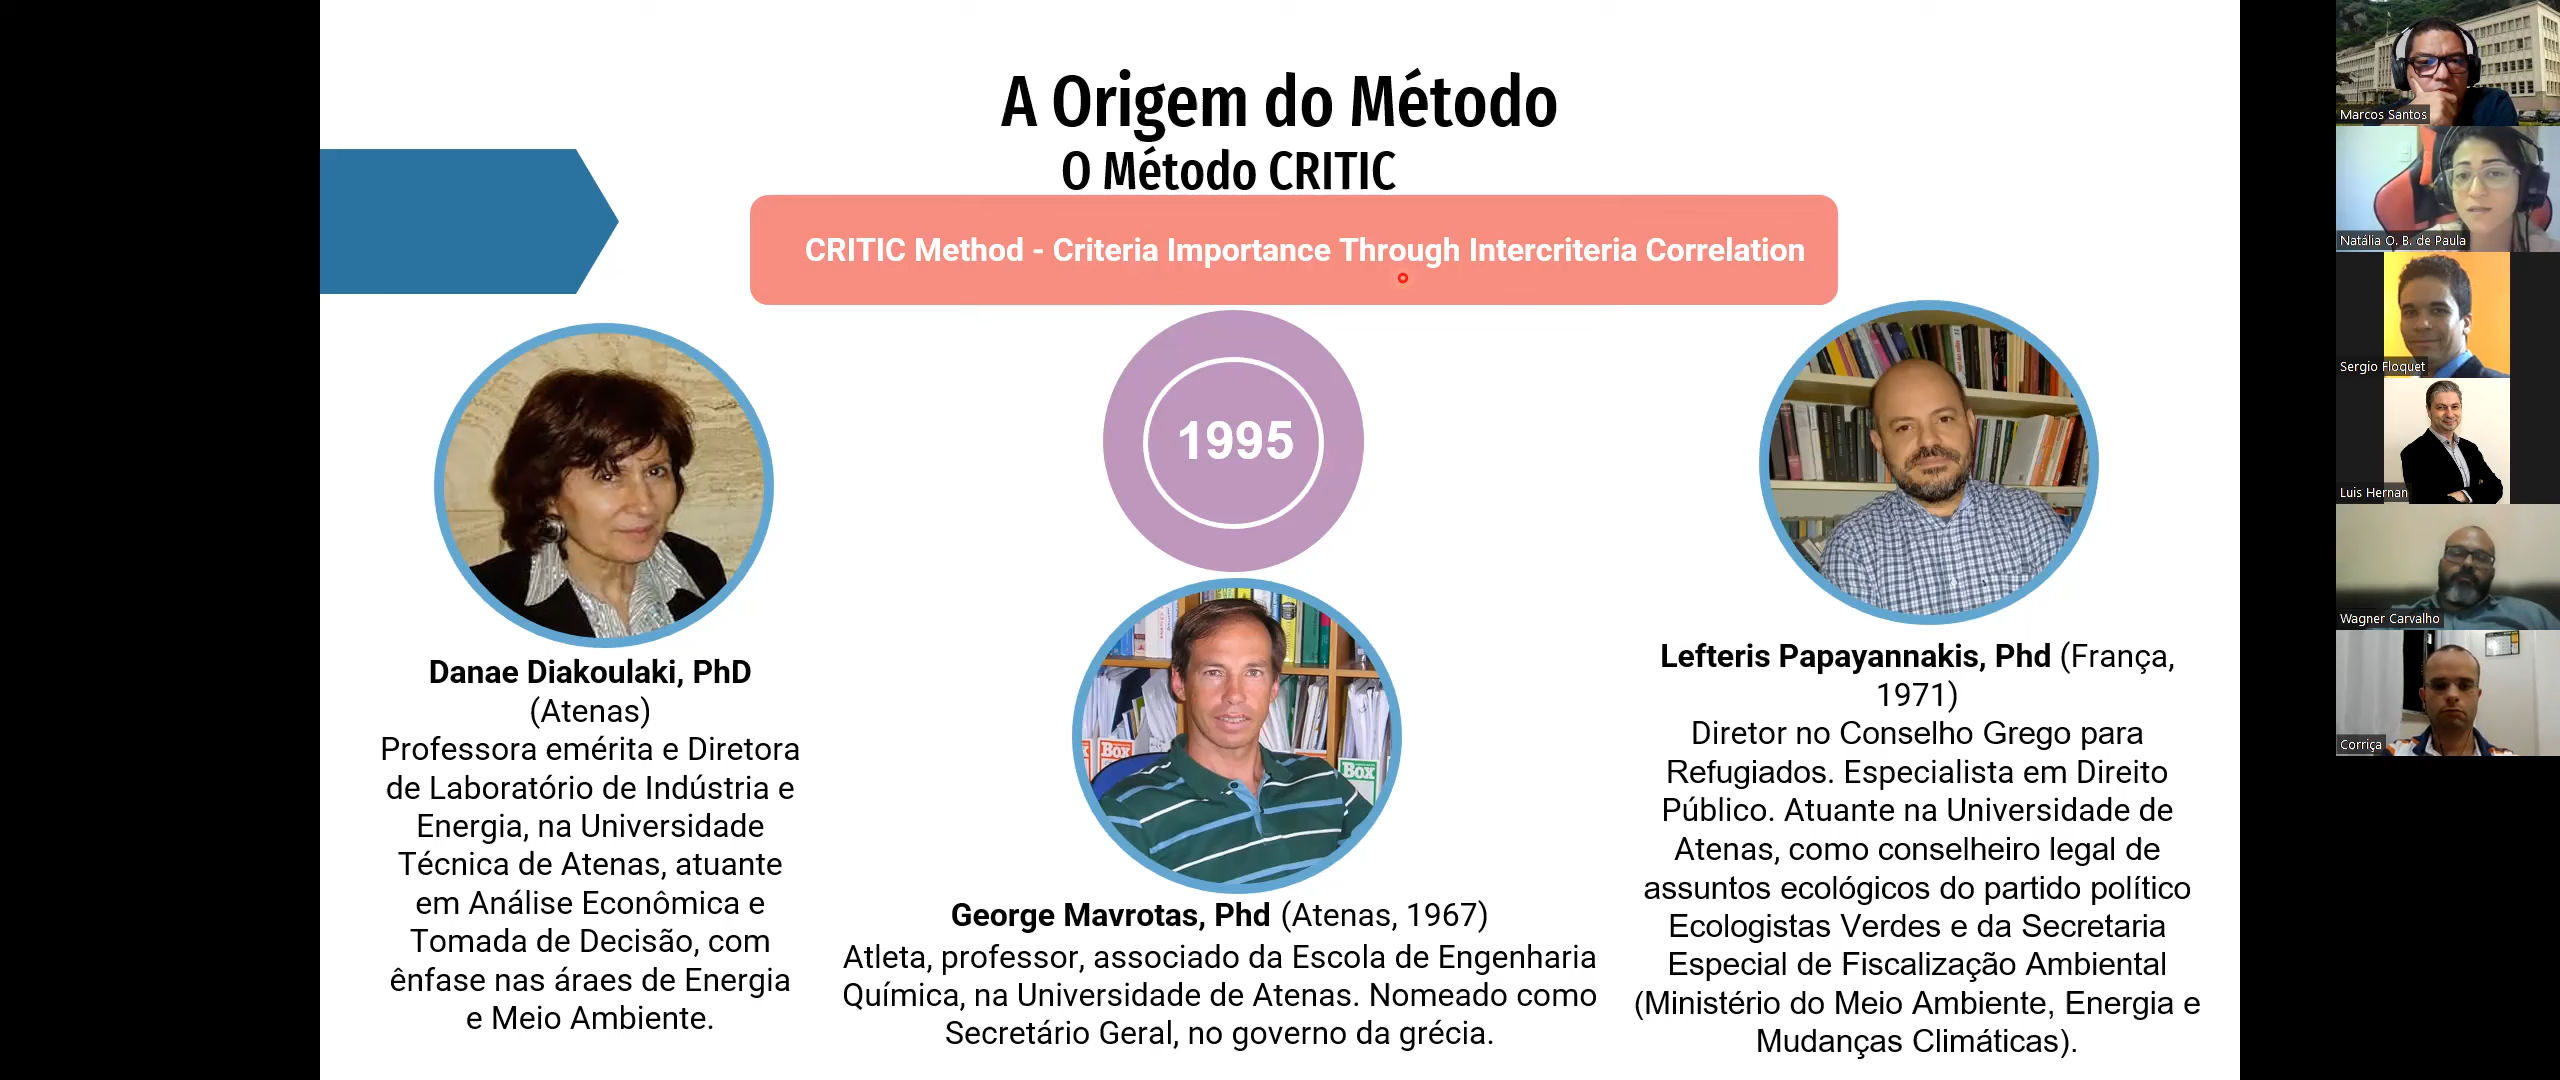 A Origem do Método
O Método CRITIC
CRITIC Method - Criteria Importance Through Intercriteria Correlation
1995
Danae Diakoulaki, PhD
(Atenas)
Professora emérita e Diretora
de Laboratório de Indústria e
Energia, na Universidade
Técnica de Atenas, atuante
em Análise Econômica e
Tomada de Decisão, com
ênfase nas áraes de Energia
e Meio Ambiente.
Box
Box
George Mavrotas, Phd (Atenas, 1967)
Atleta, professor, associado da Escola de Engenharia
Química, na Universidade de Atenas. Nomeado como
Secretário Geral, no governo da grécia.
Lefteris Papayannakis, Phd (França,
1971)
Diretor no Conselho Grego para
Refugiados. Especialista em Direito
Público. Atuante na Universidade de
Atenas, como conselheiro legal de
assuntos ecológicos do partido político
Ecologistas Verdes e da Secretaria
Especial de Fiscalização Ambiental
(Ministério do Meio Ambiente, Energia e
Mudanças Climáticas).
Marcos Santos
Natália O. B. de Paula
Sergio Floquet
Luis Hernan
Wagner Carvalho
Corriça